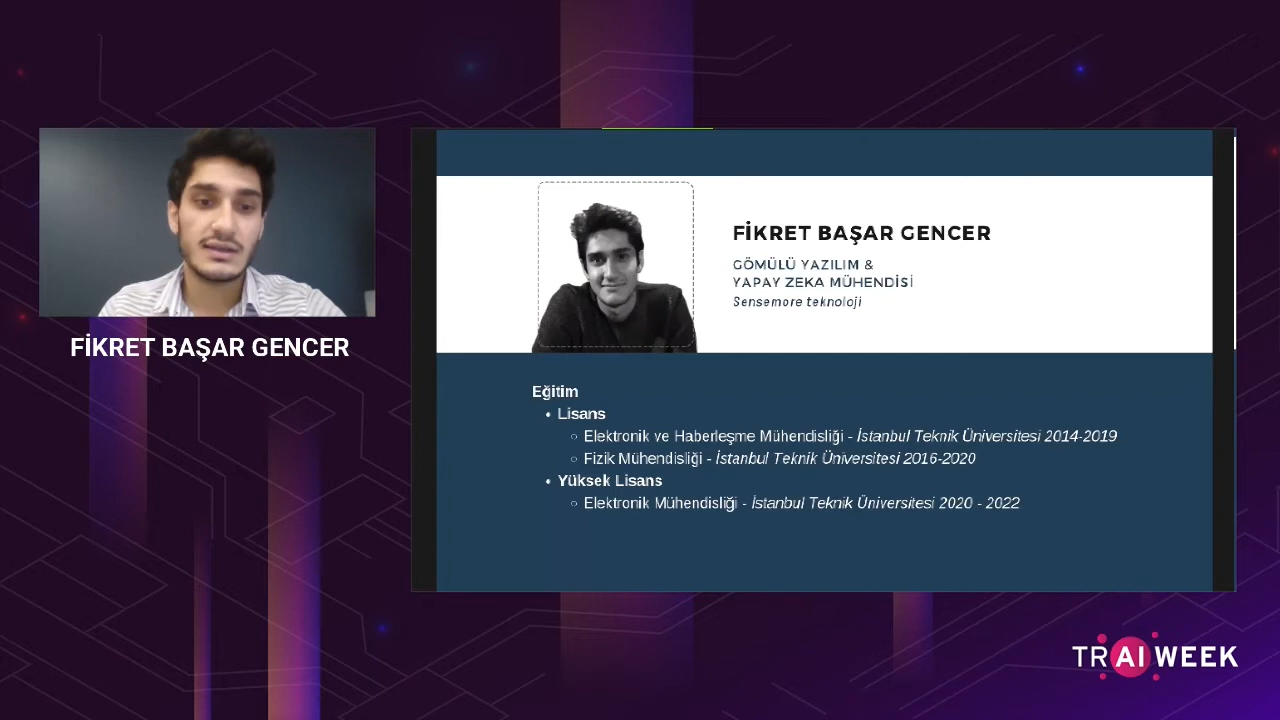 FİKRET BAŞAR GENCER
FİKRET BAŞAR GENCER
GÖMÜLÜ YAZILIM &
YAPAY ZEKA MÜHENDİSİ
Sensemore teknoloji
Eğitim
• Lisans
○ Elektronik ve Haberleşme Mühendisliği - İstanbul Teknik Üniversitesi 2014-2019
○ Fizik Mühendisliği - İstanbul Teknik Üniversitesi 2016-2020
• Yüksek Lisans
○ Elektronik Mühendisliği - İstanbul Teknik Üniversitesi 2020 - 2022
TRAI WEEK